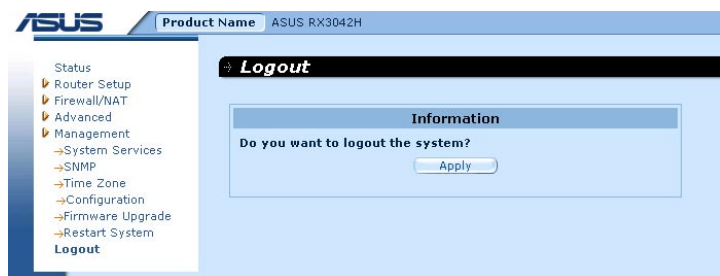 ASUS
Product Name ASUS RX3042H
Status
Router Setup
Firewall/NAT
Advanced
Management
→System Services
→SNMP
→Time Zone
→Configuration
→Firmware Upgrade
→Restart System
Logout
Logout
Information
Do you want to logout the system?
Apply